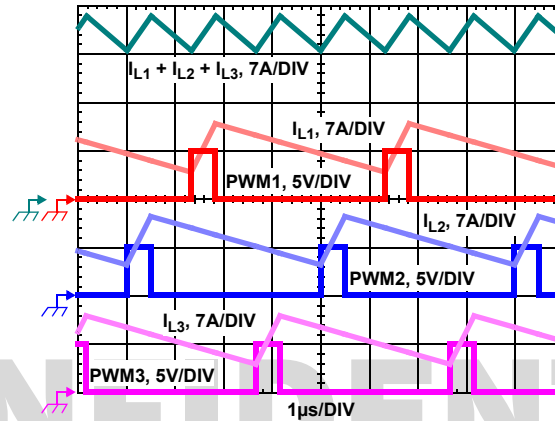 IL1 + IL2 + IL3, 7A/DIV
IL1, 7A/DIV
PWM1, 5V/DIV
IL2, 7A/DIV
PWM2, 5V/DIV
IL3, 7A/DIV
PWM3, 5V/DIV
1µs/DIV